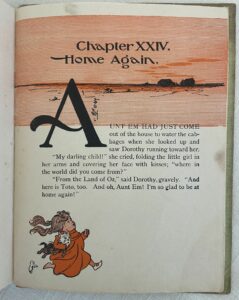 Chapter XXIV.
Home Again.
AUNT EM HAD JUST COME
out of the house to water the cab-
bages when she looked up and
saw Dorothy running toward her.
"My darling child!" she cried, folding the little girl in
her arms and covering her face with kisses; "where in
the world did you come from?"
"From the Land of Oz," said Dorothy, gravely. "And
here is Toto, too. And oh, Aunt Em! I'm so glad to be at
home again!"